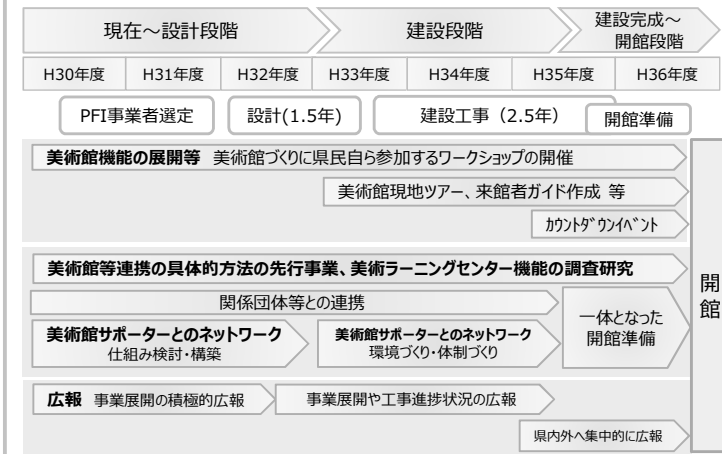 現在～設計段階
建設段階
建設完成～
開館段階
H30年度
H31年度
H32年度
H33年度
H34年度
H35年度
H36年度
PFI事業者選定
設計(1.5年)
建設工事（2.5年）
開館準備
美術館機能の展開等 美術館づくりに県民自ら参加するワークショップの開催
美術館現地ツアー、来館者ガイド作成 等
ｶｳﾝﾄﾀﾞｳﾝｲﾍﾞﾝﾄ
美術館等連携の具体的方法の先行事業、美術ラーニングセンター機能の調査研究
関係団体等との連携
美術館サポーターとのネットワーク
仕組み検討・構築
美術館サポーターとのネットワーク
環境づくり・体制づくり
一体となった
開館準備
広報 事業展開の積極的広報
事業展開や工事進捗状況の広報
県内外へ集中的に広報
開館